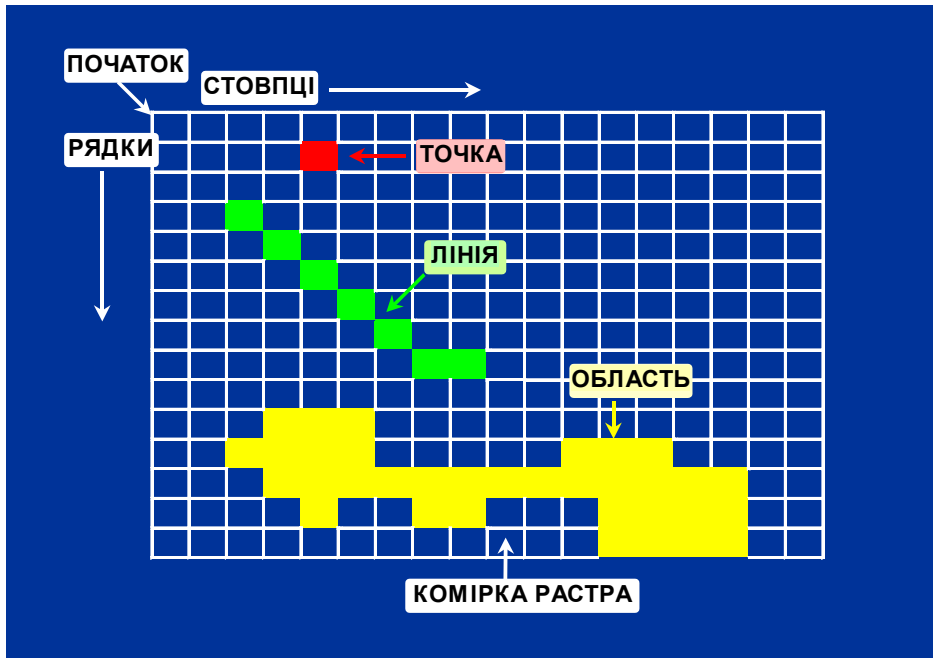 ПОЧАТОК
СТОВПЦІ
РЯДКИ
ТОЧКА
ЛІНІЯ
ОБЛАСТЬ
КОМІРКА РАСТРА